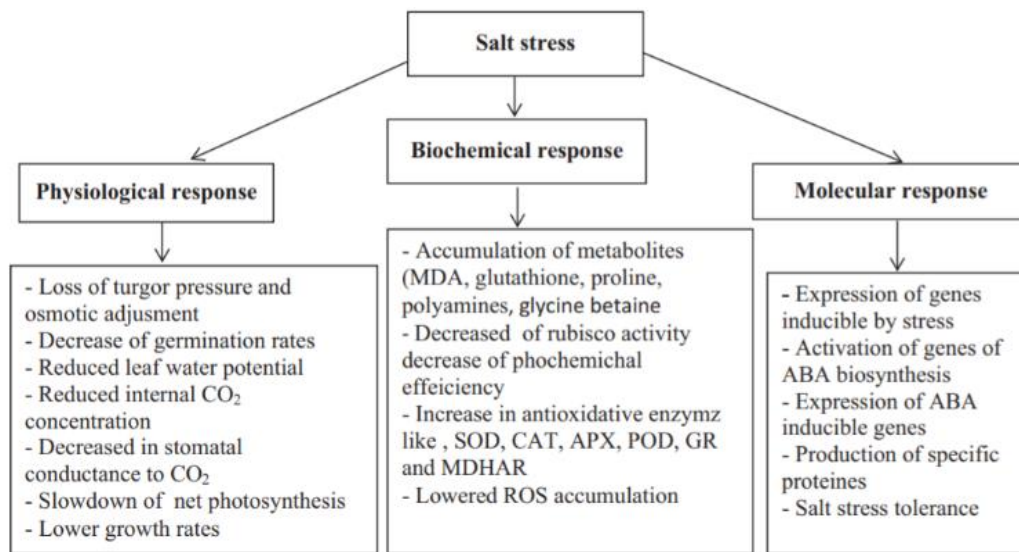 Salt stress
Biochemical response
Physiological response
Molecular response
- Loss of turgor pressure and
osmotic adjusment
- Decrease of germination rates
- Reduced leaf water potential
- Reduced internal CO₂
concentration
- Decreased in stomatal
conductance to CO₂
- Slowdown of net photosynthesis
- Lower growth rates
- Accumulation of metabolites
(MDA, glutathione, proline,
polyamines, glycine betaine
- Decreased of rubisco activity
decrease of phochemichal
effeiciency
- Increase in antioxidative enzymz
like , SOD, CAT, APX, POD, GR
and MDHAR
- Lowered ROS accumulation
- Expression of genes
inducible by stress
- Activation of genes of
ABA biosynthesis
- Expression of ABA
inducible genes
- Production of specific
proteines
- Salt stress tolerance